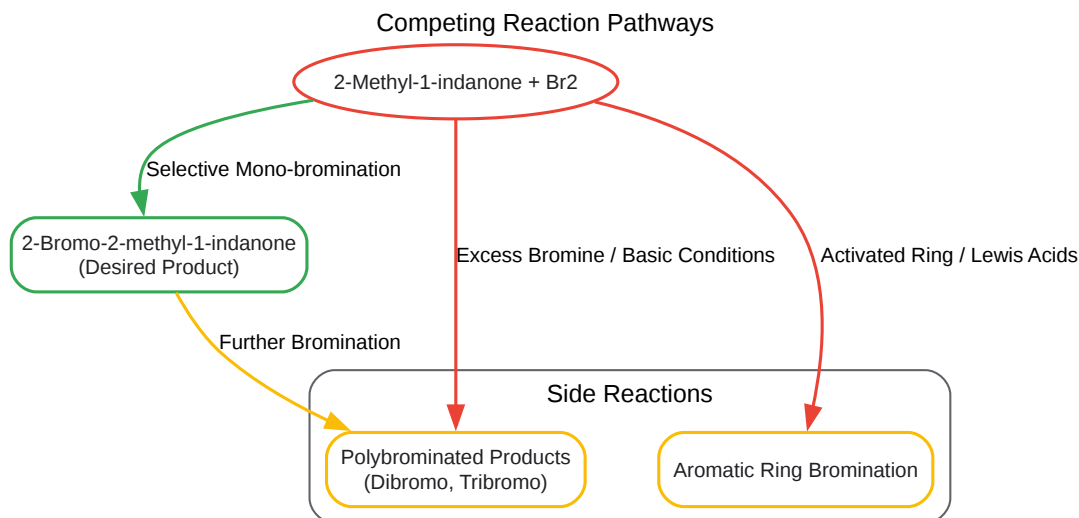 Competing Reaction Pathways
2-Methyl-1-indanone + Br2
Selective Mono-bromination
2-Bromo-2-methyl-1-indanone
(Desired Product)
Excess Bromine / Basic Conditions
Activated Ring / Lewis Acids
Further Bromination
Side Reactions
Polybrominated Products
(Dibromo, Tribromo)
Aromatic Ring Bromination